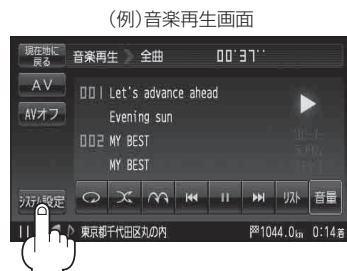 (例)音楽再生画面
現在地に
戻る
音楽再生 全曲 00'37''
AV
AVオフ
001 Let's advance ahead
Evening sun
002 MY BEST
MY BEST
システム設定
リスト
音量
東京都千代田区丸の内
1044.0km 0:14着